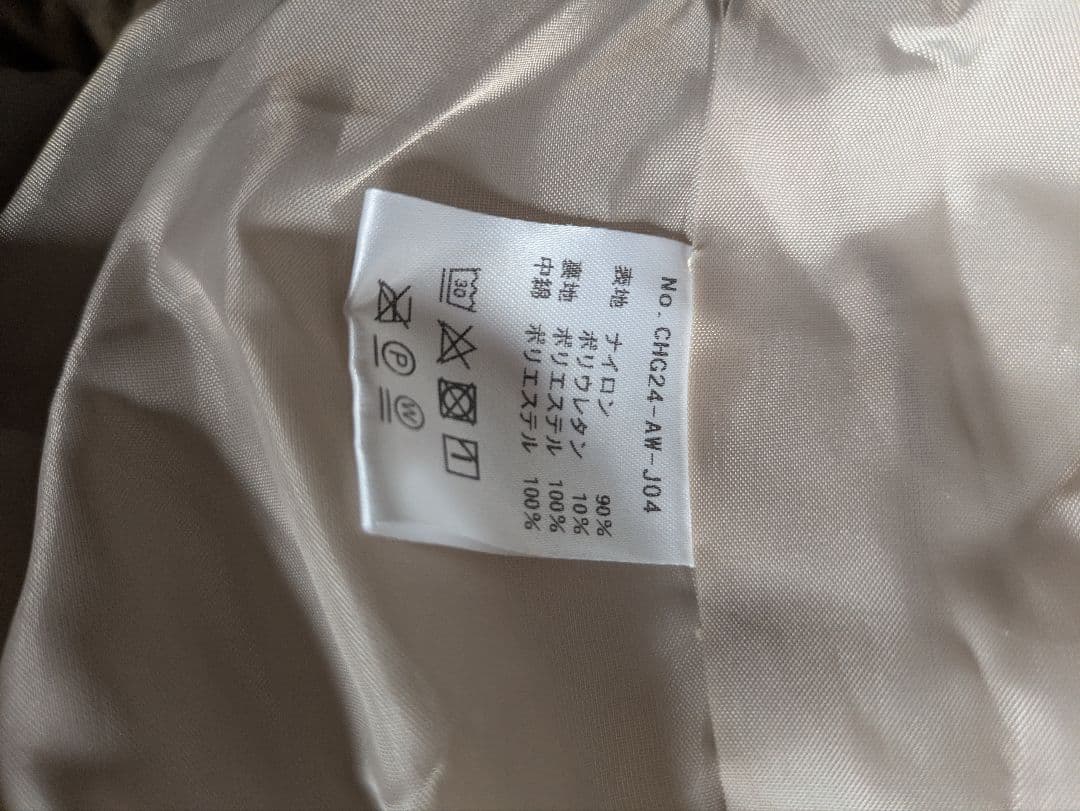 No.CHG24-AW-J04
表地 ナイロン 90%
ポリウレタン 10%
裏地 ポリエステル 100%
中綿 ポリエステル 100%
30
P W